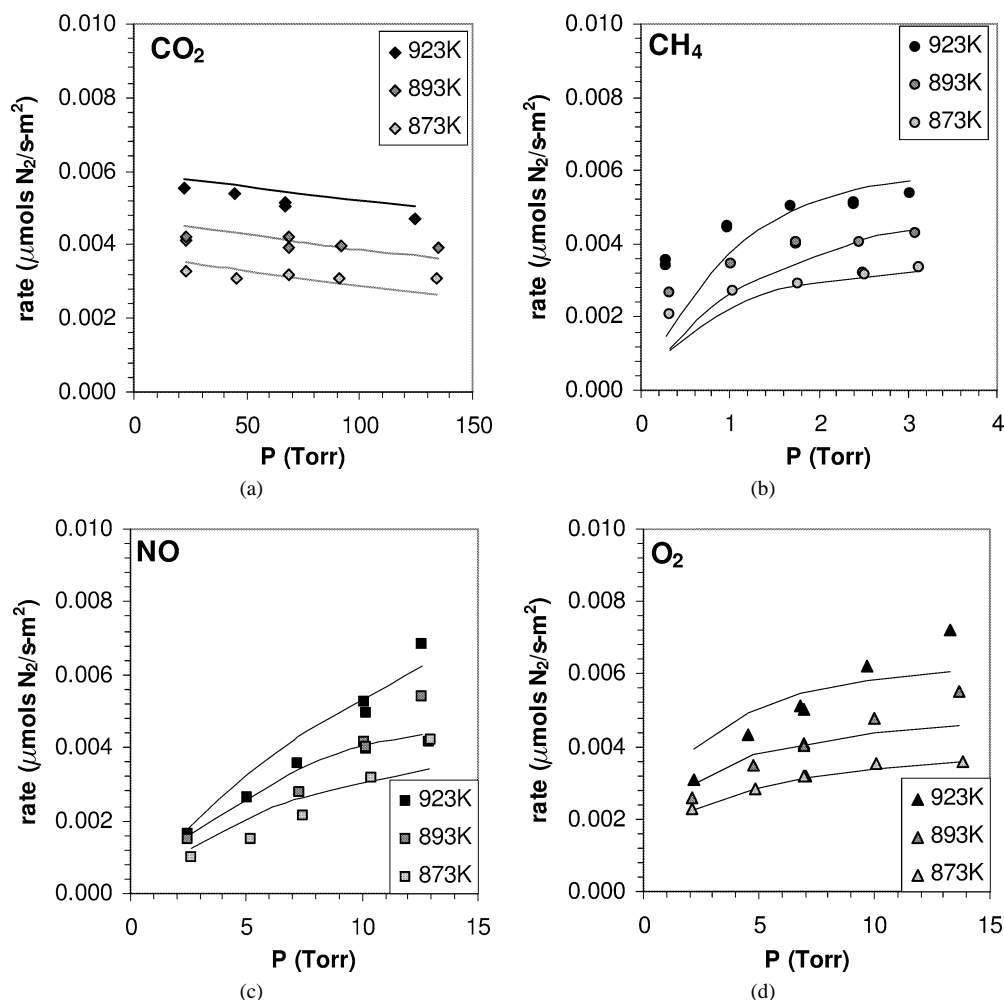 CO₂
923K
893K
873K
rate (μmols N₂/s-m²)
0.010
0.008
0.006
0.004
0.002
0.000
0 50 100 150
P (Torr)
(a)
CH₄
923K
893K
873K
rate (μmols N₂/s-m²)
0.010
0.008
0.006
0.004
0.002
0.000
0 1 2 3 4
P (Torr)
(b)
NO
923K
893K
873K
rate (μmols N₂/s-m²)
0.010
0.008
0.006
0.004
0.002
0.000
0 5 10 15
P (Torr)
(c)
O₂
923K
893K
873K
rate (μmols N₂/s-m²)
0.010
0.008
0.006
0.004
0.002
0.000
0 5 10 15
P (Torr)
(d)